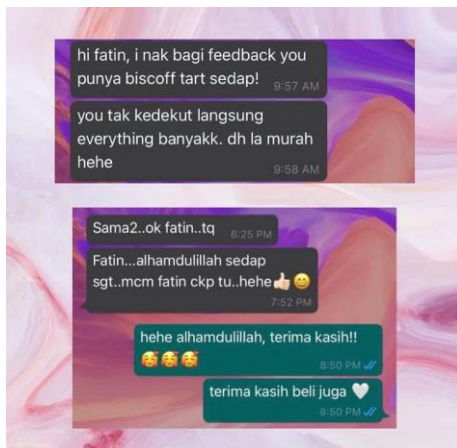 hi fatin, i nak bagi feedback you
punya biscoff tart sedap!
9:57 AM
you tak kedekut langsung
everything banyakk. dh la murah
hehe
9:58 AM
Sama2..ok fatin..tq
6:25 PM
Fatin...alhamdulillah sedap
sgt..mcm fatin ckp tu..hehe👍🏻😄
7:52 PM
hehe alhamdulillah, terima kasih!!
🥰🥰🥰
8:50 PM
terima kasih beli juga 🤍
8:50 PM